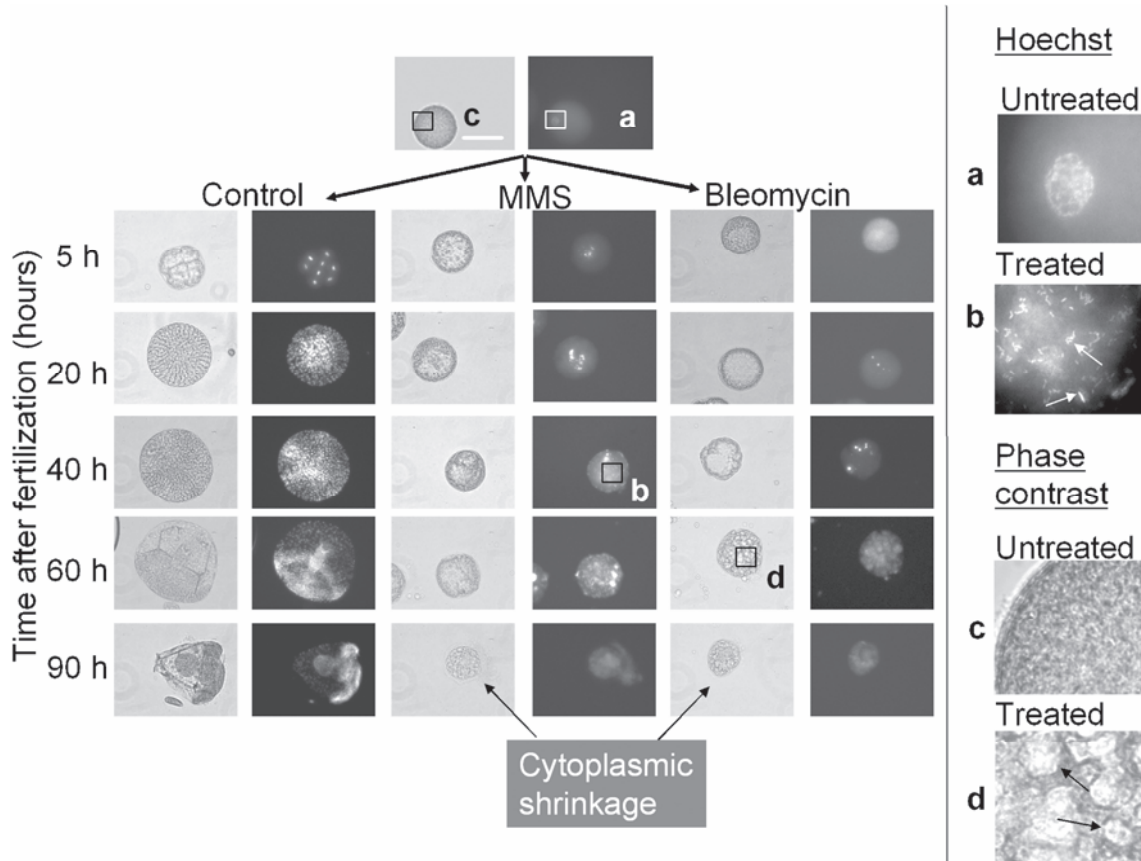 c
a
Control
MMS
Bleomycin
Time after fertilization (hours)
5 h
20 h
40 h
b
60 h
d
90 h
Cytoplasmic
shrinkage
Hoechst
Untreated
a
Treated
b
Phase
contrast
Untreated
c
Treated
d